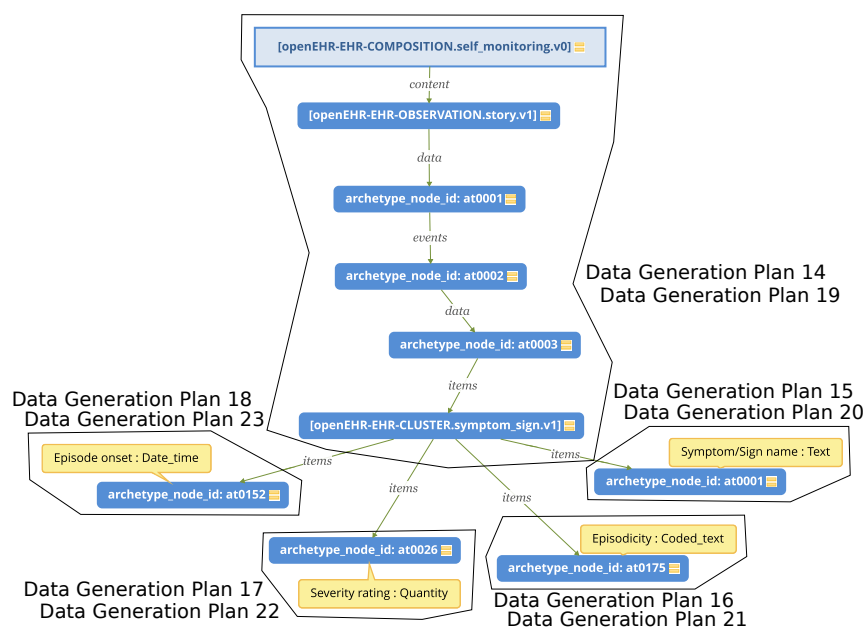 [openEHR-EHR-COMPOSITION.self_monitoring.v0]
content
[openEHR-EHR-OBSERVATION.story.v1]
data
archetype_node_id: at0001
events
archetype_node_id: at0002
Data Generation Plan 14
Data Generation Plan 19
data
archetype_node_id: at0003
items
Data Generation Plan 18
Data Generation Plan 23
Data Generation Plan 15
Data Generation Plan 20
[openEHR-EHR-CLUSTER.symptom_sign.v1]
Episode onset : Date_time
items
items
Symptom/Sign name : Text
archetype_node_id: at0152
items
items
archetype_node_id: at0001
archetype_node_id: at0026
Episodicity : Coded_text
archetype_node_id: at0175
Severity rating : Quantity
Data Generation Plan 17
Data Generation Plan 22
Data Generation Plan 16
Data Generation Plan 21